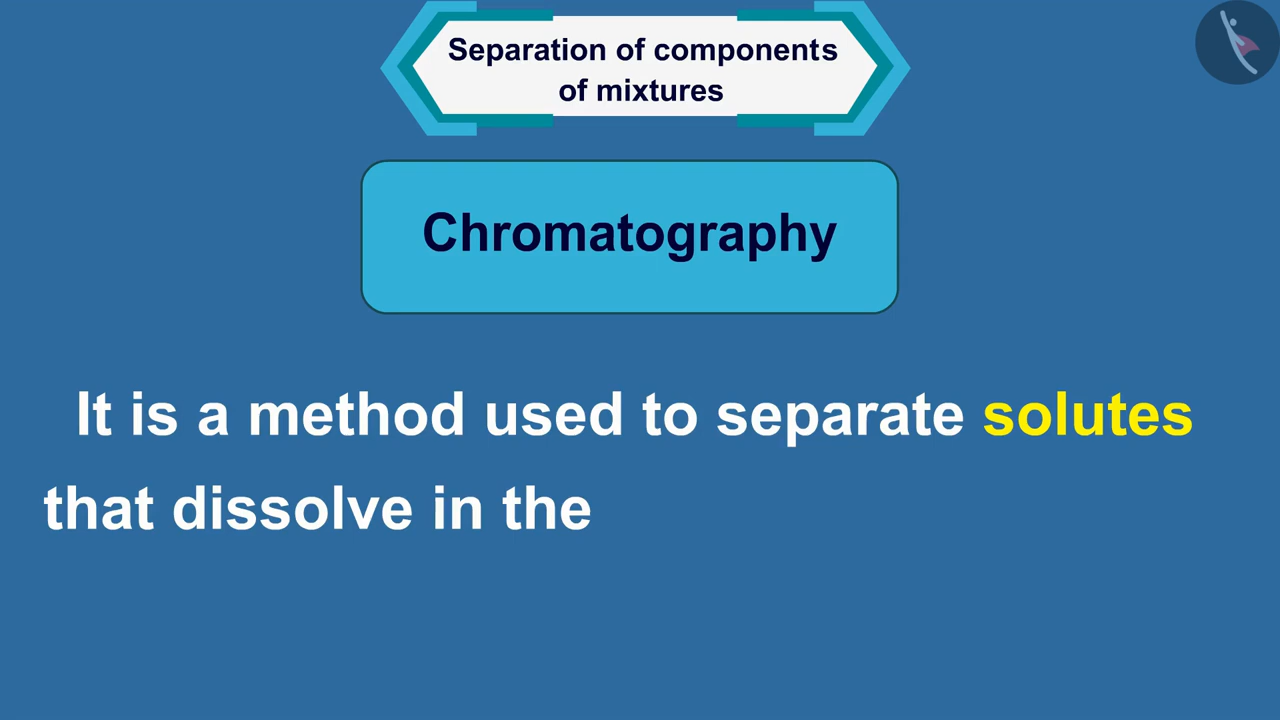 Separation of components
of mixtures
Chromatography
It is a method used to separate solutes
that dissolve in the